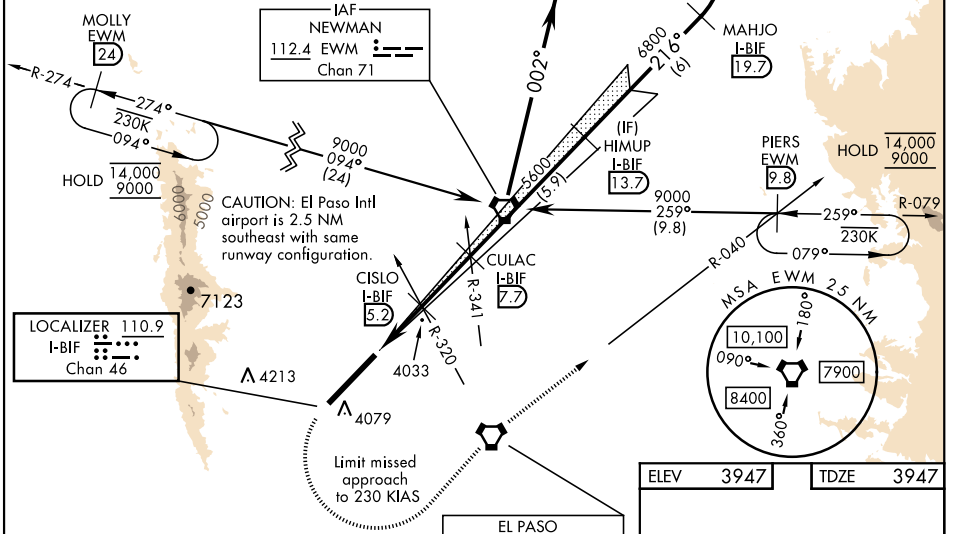 MOLLY
EWM
24
R-274
274°
230K
094°
HOLD 14,000
9000
9000
094°
(24)
IAF
NEWMAN
112.4 EWM
Chan 71
002°
6800
216°
(6)
MAHJO
I-BIF
19.7
(IF)
HIMUP
I-BIF
13.7
5600
(5.9)
PIERS
EWM
9.8
HOLD 14,000
9000
9000
259°
(9.8)
259°
R-079
230K
079°
R-040
6000
5000
CAUTION: El Paso Intl
airport is 2.5 NM
southeast with same
runway configuration.
7123
CISLO
I-BIF
5.2
CULAC
I-BIF
7.7
R-341
R-320
4033
LOCALIZER 110.9
I-BIF
Chan 46
4213
4079
Limit missed
approach
to 230 KIAS
EL PASO
MSA EWM 25 NM
180°
10,100
090°
7900
8400
360°
ELEV 3947
TDZE 3947